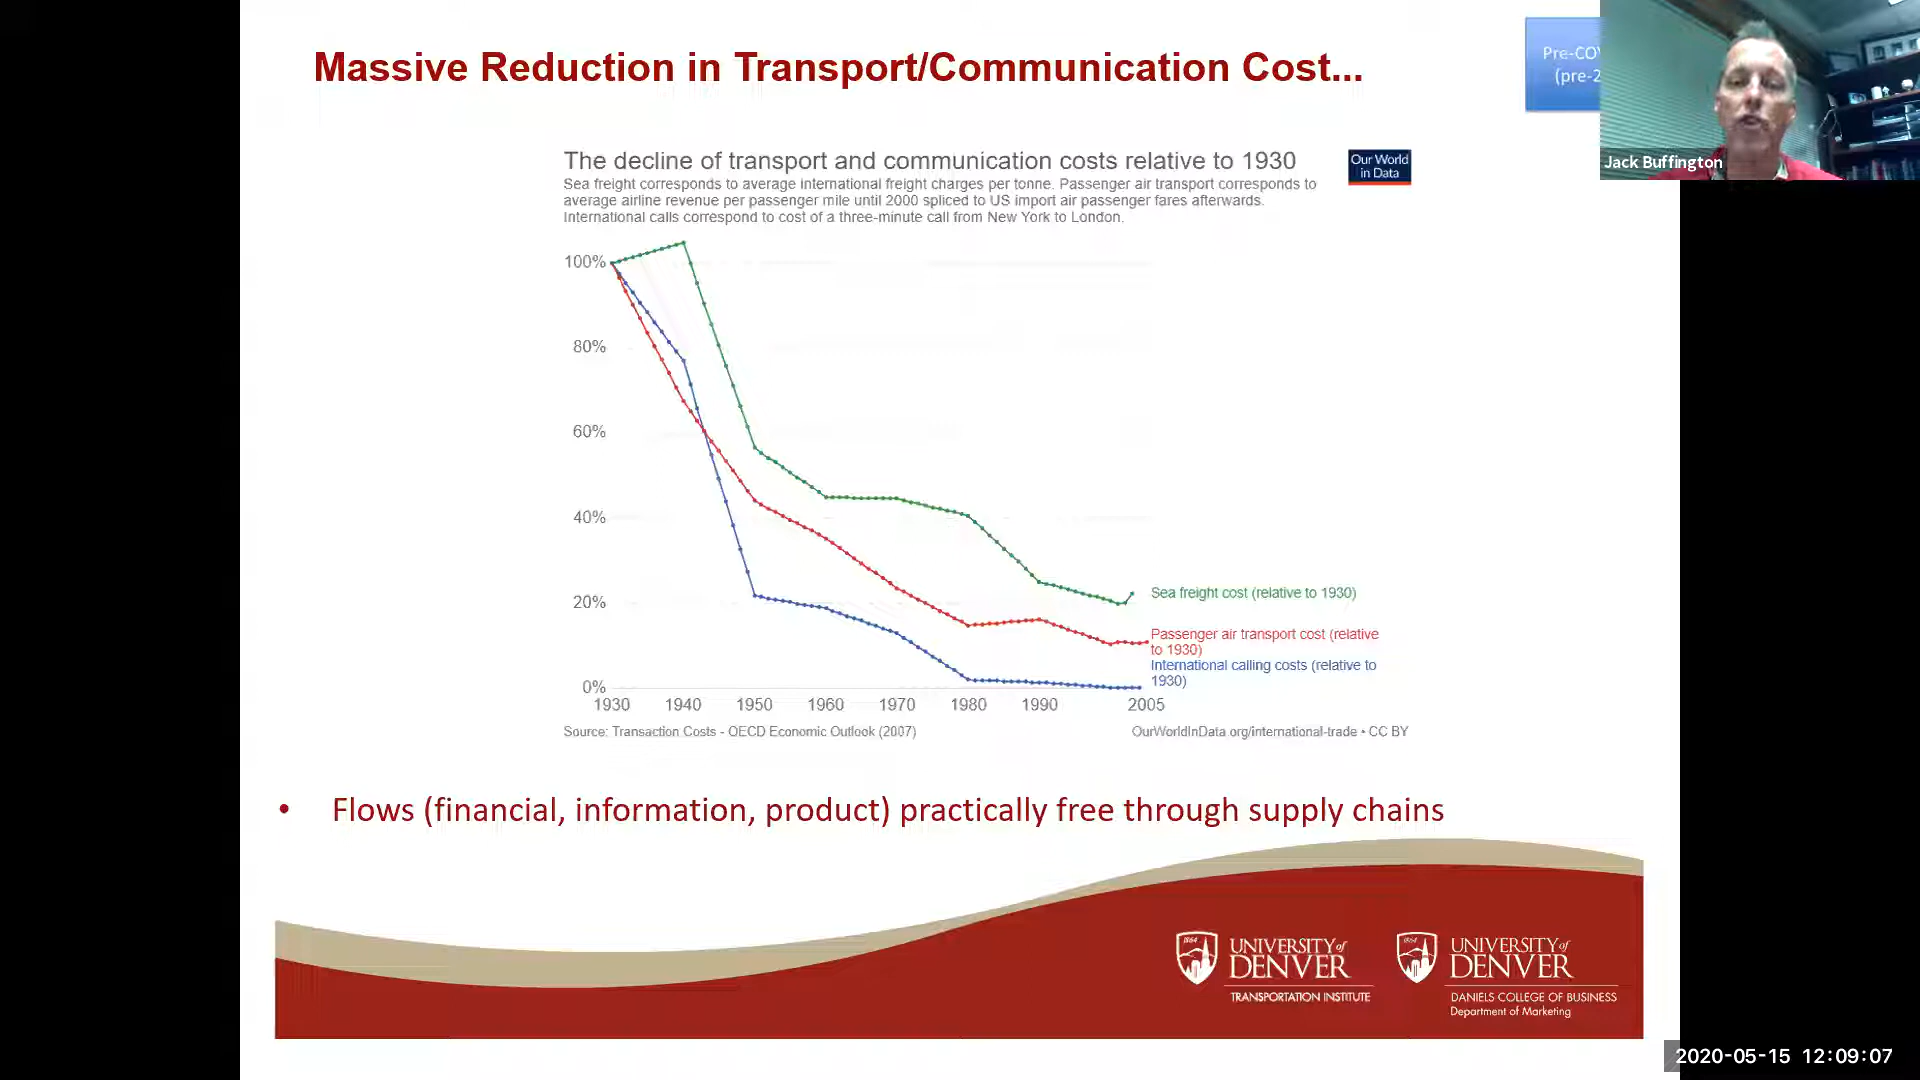 Massive Reduction in Transport/Communication Cost...
Pre-CO
(pre-2
Jack Buffington
The decline of transport and communication costs relative to 1930
Our World
in Data
Sea freight corresponds to average international freight charges per tonne. Passenger air transport corresponds to
average airline revenue per passenger mile until 2000 spliced to US import air passenger fares afterwards.
International calls correspond to cost of a three-minute call from New York to London.
100%
80%
60%
40%
20%
0%
Sea freight cost (relative to 1930)
Passenger air transport cost (relative
to 1930)
International calling costs (relative to
1930)
1930 1940 1950 1960 1970 1980 1990 2005
Source: Transaction Costs - OECD Economic Outlook (2007)
OurWorldInData.org/international-trade • CC BY
• Flows (financial, information, product) practically free through supply chains
1864
UNIVERSITY of
DENVER
TRANSPORTATION INSTITUTE
1864
UNIVERSITY of
DENVER
DANIELS COLLEGE OF BUSINESS
Department of Marketing
2020-05-15 12:09:07